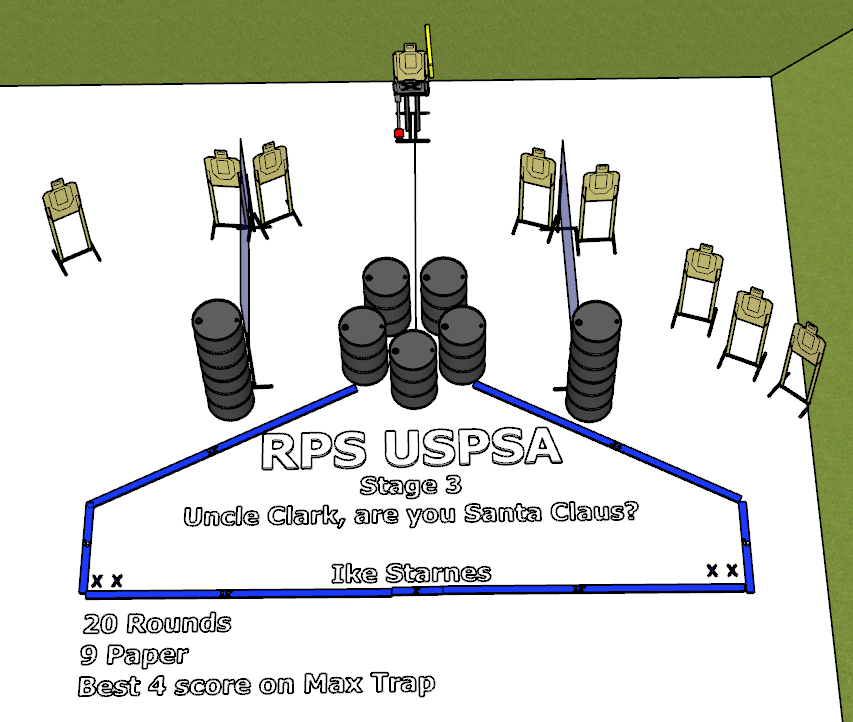 RPS USPSA
Stage 3
Uncle Clark, are you Santa Claus?
Ike Starnes
X X
X X
20 Rounds
9 Paper
Best 4 score on Max Trap